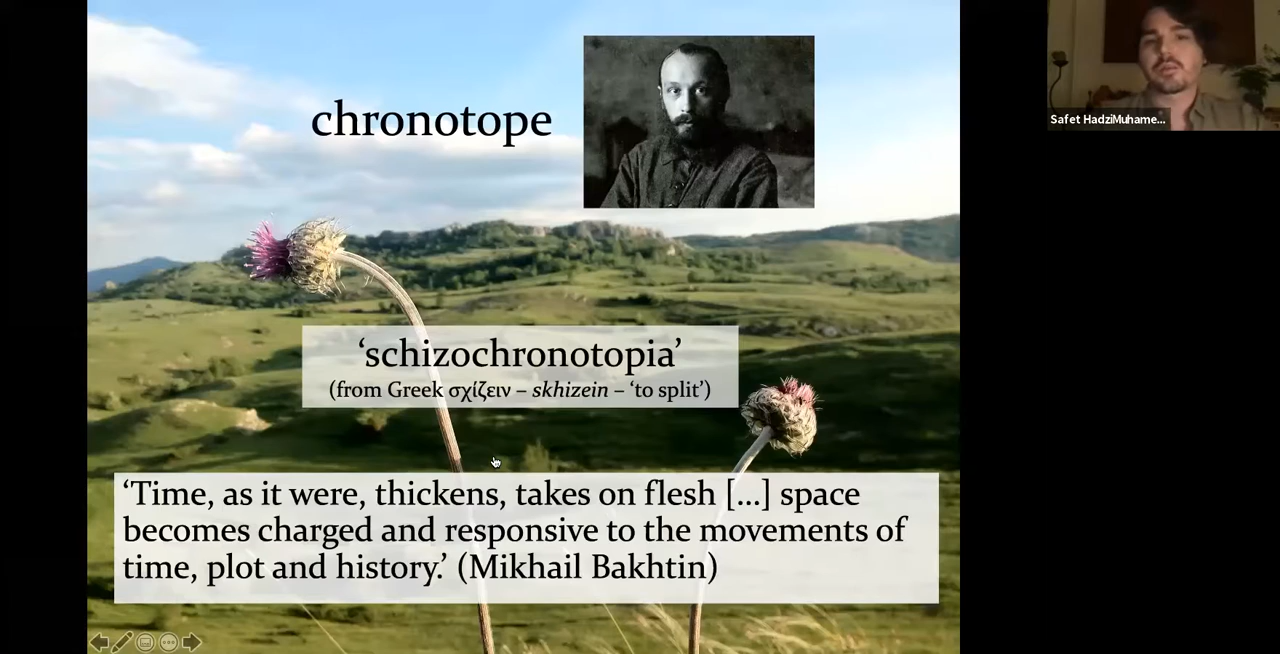 chronotope
Safet HadziMuhame...
‘schizochronotopia’
(from Greek σχίζειν – skhizein – ‘to split’)
‘Time, as it were, thickens, takes on flesh [...] space
becomes charged and responsive to the movements of
time, plot and history.’ (Mikhail Bakhtin)